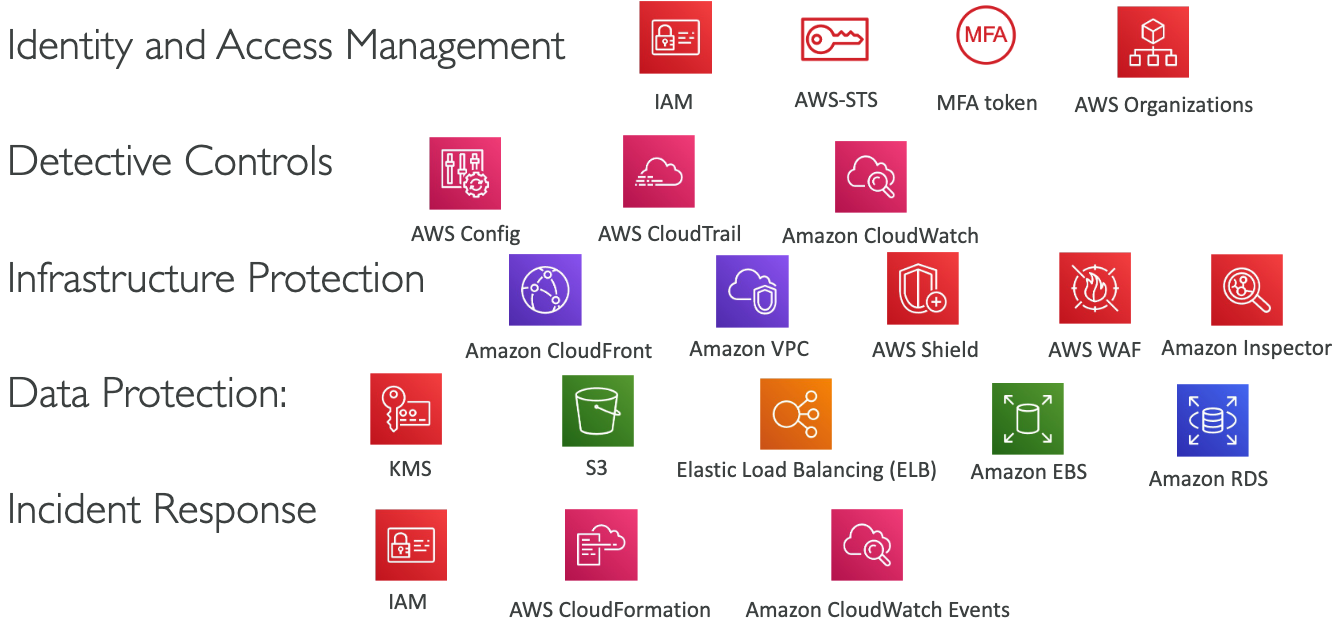 Identity and Access Management
MFA
IAM
AWS-STS
MFA token
AWS Organizations
Detective Controls
AWS Config
AWS CloudTrail
Amazon CloudWatch
Infrastructure Protection
Amazon CloudFront
Amazon VPC
AWS Shield
AWS WAF
Amazon Inspector
Data Protection:
KMS
S3
Elastic Load Balancing (ELB)
Amazon EBS
Amazon RDS
Incident Response
IAM
AWS CloudFormation
Amazon CloudWatch Events